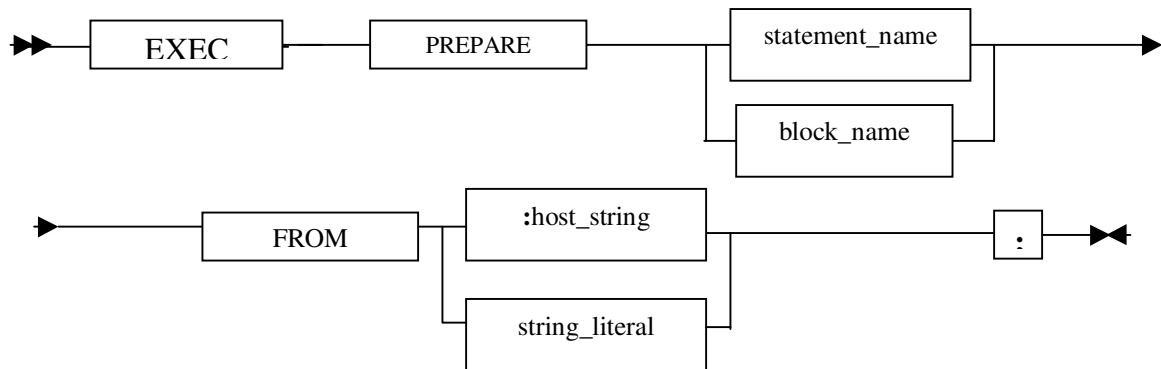 EXEC PREPARE statement_name
block_name
FROM :host_string :
string_literal